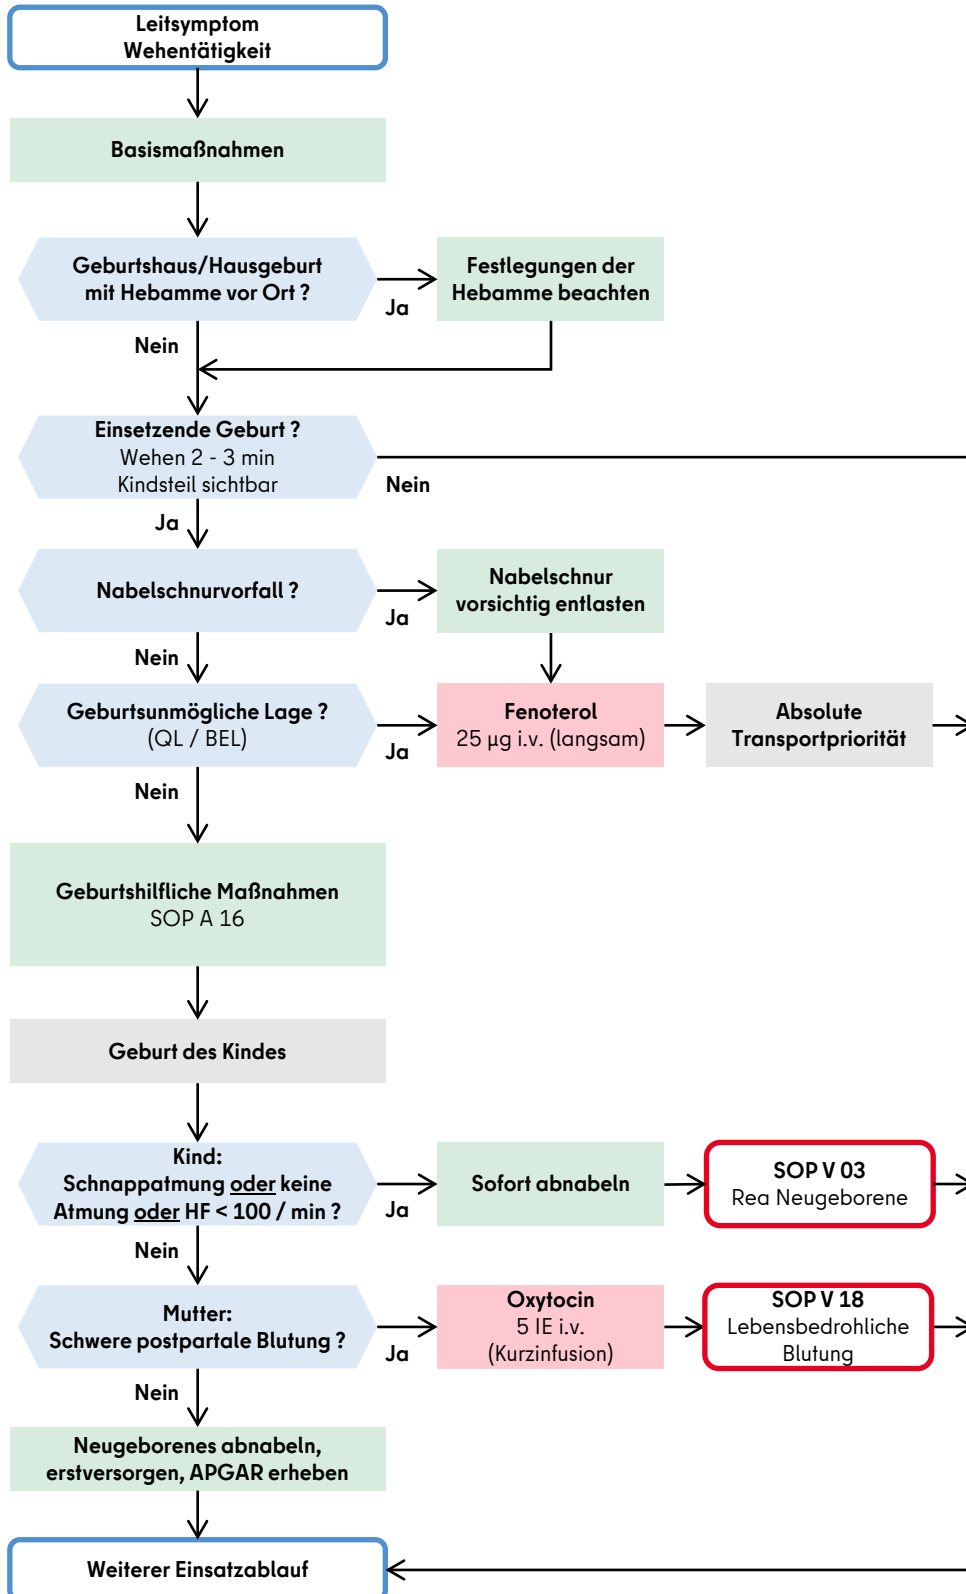 Leitsymptom
Wehentätigkeit
Basismaßnahmen
Geburtshaus/Hausgeburt
mit Hebamme vor Ort ?
Ja
Festlegungen der
Hebamme beachten
Nein
Einsetzende Geburt ?
Wehen 2 - 3 min
Kindsteil sichtbar
Nein
Ja
Nabelschnurvorfall ?
Ja
Nabelschnur
vorsichtig entlasten
Nein
Geburtsunmögliche Lage ?
(QL / BEL)
Ja
Fenoterol
25 µg i.v. (langsam)
Absolute
Transportpriorität
Nein
Geburtshilfliche Maßnahmen
SOP A 16
Geburt des Kindes
Kind:
Schnappatmung oder keine
Atmung oder HF < 100 / min ?
Ja
Sofort abnabeln
SOP V 03
Rea Neugeborene
Nein
Mutter:
Schwere postpartale Blutung ?
Ja
Oxytocin
5 IE i.v.
(Kurzinfusion)
SOP V 18
Lebensbedrohliche
Blutung
Nein
Neugeborenes abnabeln,
erstversorgen, APGAR erheben
Weiterer Einsatzablauf